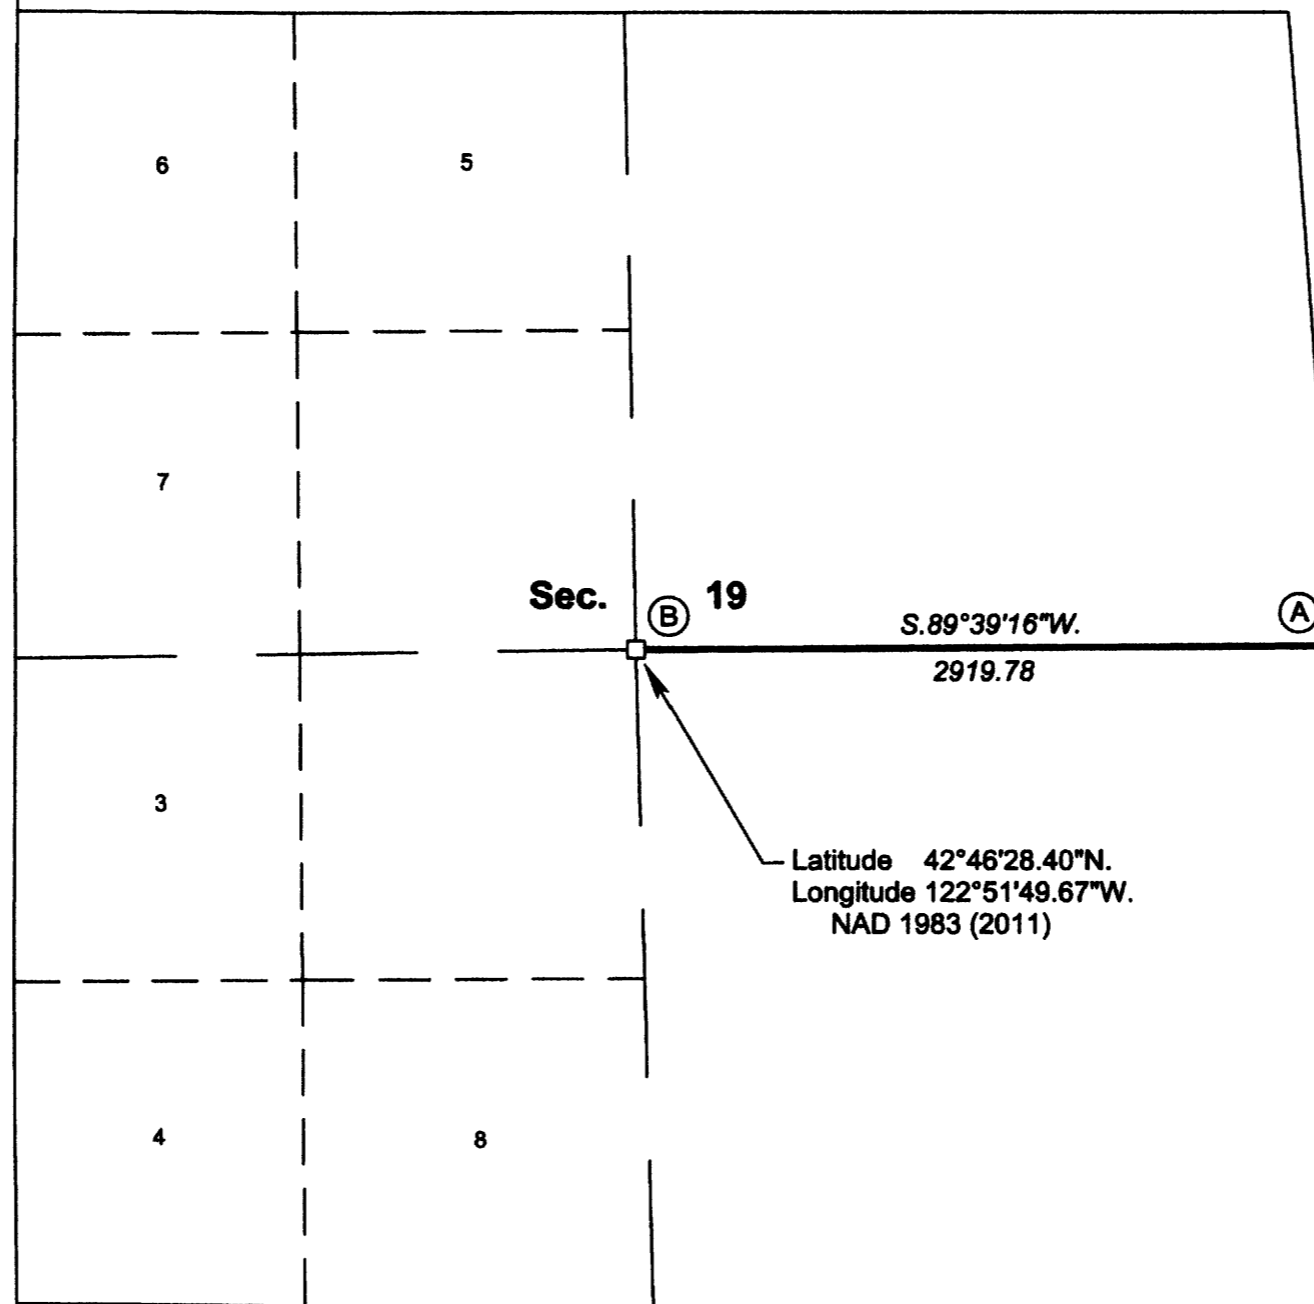 6
5
7
Sec. B 19
S.89°39'16"W.
A
2919.78
3
Latitude 42°46'28.40"N.
Longitude 122°51'49.67"W.
NAD 1983 (2011)
4
8